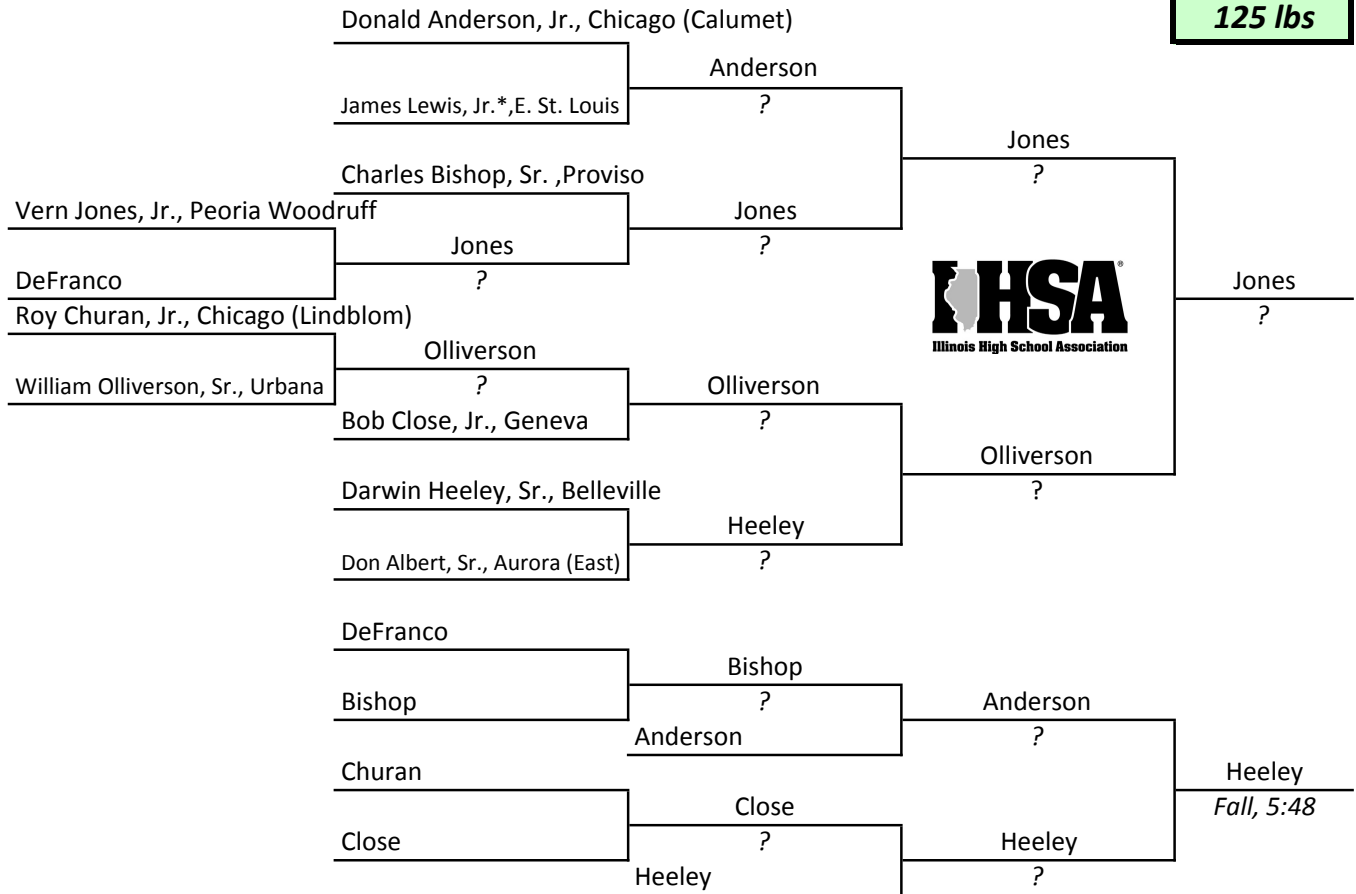 125 lbs
Donald Anderson, Jr., Chicago (Calumet)
Anderson
James Lewis, Jr.*,E. St. Louis
?
Jones
Charles Bishop, Sr. ,Proviso
?
Vern Jones, Jr., Peoria Woodruff
Jones
Jones
?
DeFranco
?
Jones
Roy Churan, Jr., Chicago (Lindblom)
?
IHSA®
Illinois High School Association
Olliverson
William Olliverson, Sr., Urbana
?
Olliverson
Bob Close, Jr., Geneva
?
Olliverson
Darwin Heeley, Sr., Belleville
?
Heeley
Don Albert, Sr., Aurora (East)
?
DeFranco
Bishop
Bishop
?
Anderson
Anderson
?
Churan
Heeley
Close
Fall, 5:48
Close
?
Heeley
Heeley
?